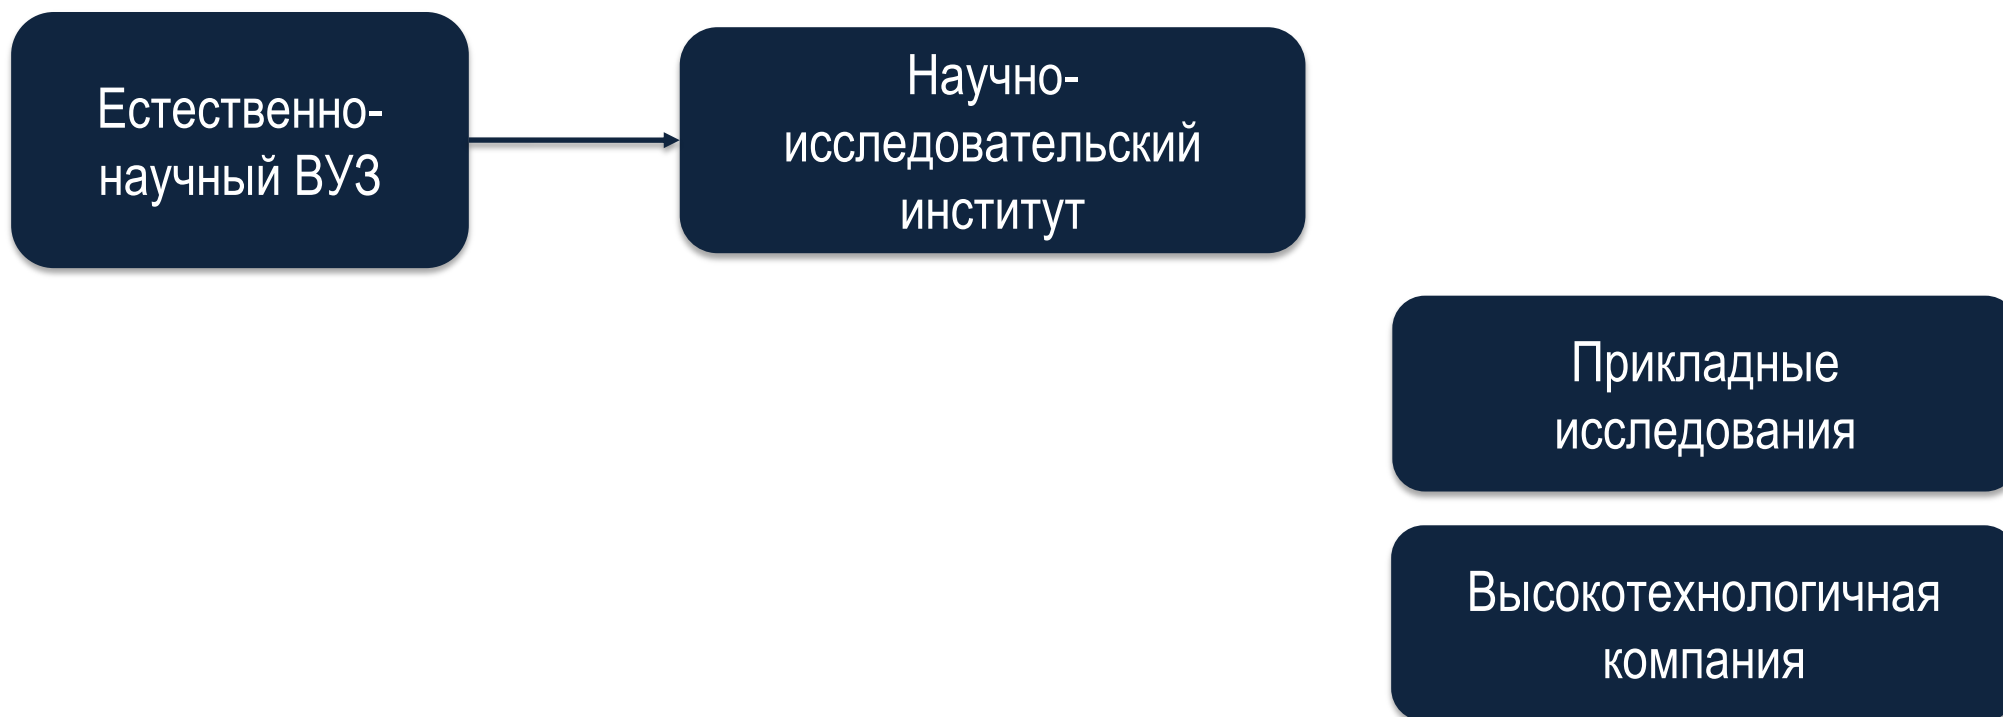 Естественно-
научный ВУЗ
Научно-
исследовательский
институт
Прикладные
исследования
Высокотехнологичная
компания